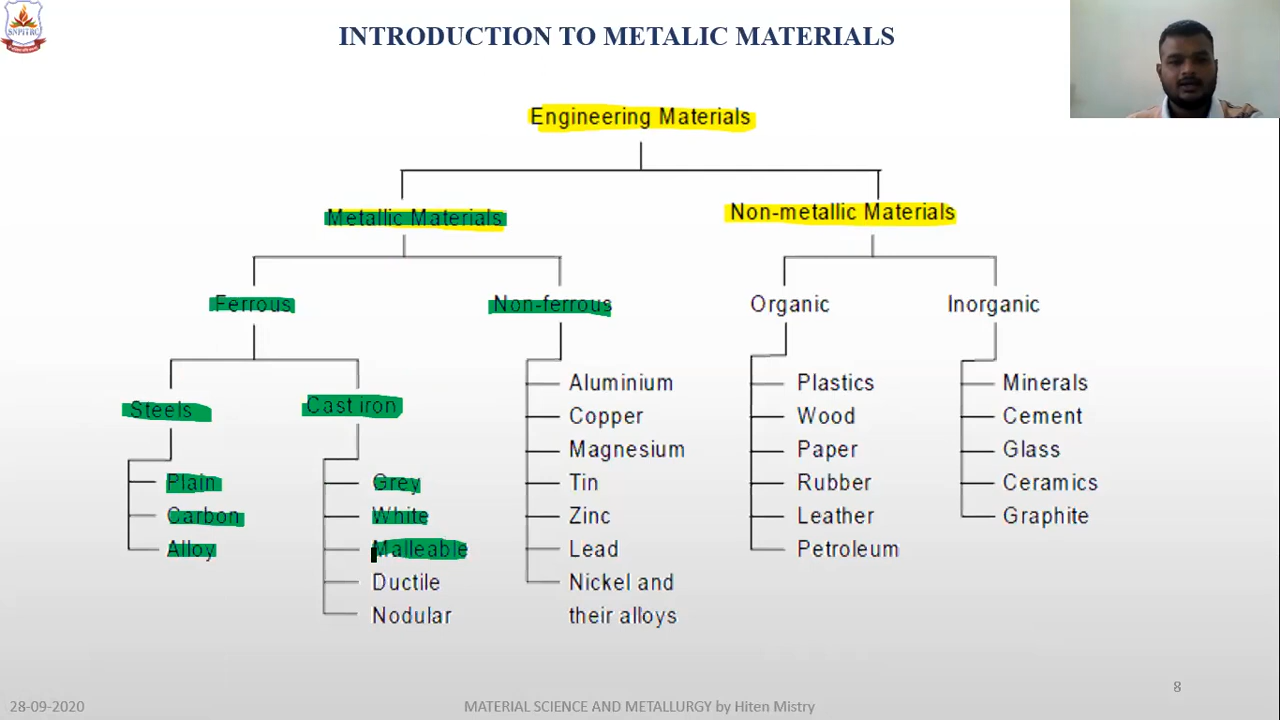 SNPITRC
INTRODUCTION TO METALIC MATERIALS
Engineering Materials
Metallic Materials
Non-metallic Materials
Ferrous
Non-ferrous
Organic
Inorganic
Steels
Cast iron
Plain
Carbon
Alloy
Grey
White
Malleable
Ductile
Nodular
Aluminium
Copper
Magnesium
Tin
Zinc
Lead
Nickel and
their alloys
Plastics
Wood
Paper
Rubber
Leather
Petroleum
Minerals
Cement
Glass
Ceramics
Graphite
8
28-09-2020
MATERIAL SCIENCE AND METALLURGY by Hiten Mistry